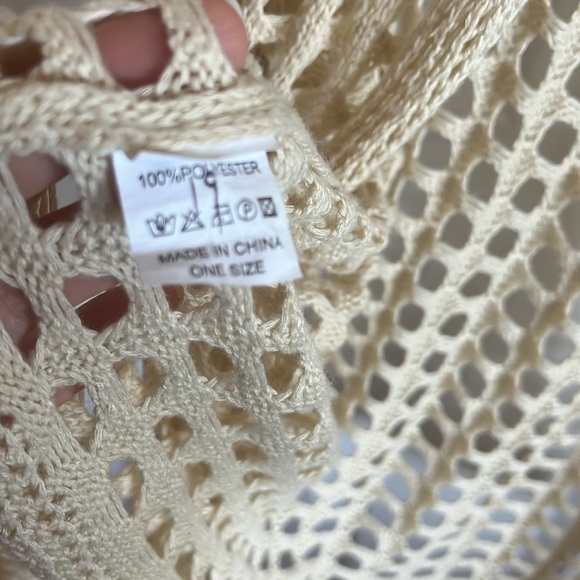 100%POLYESTER
P
MADE IN CHINA
ONE SIZE